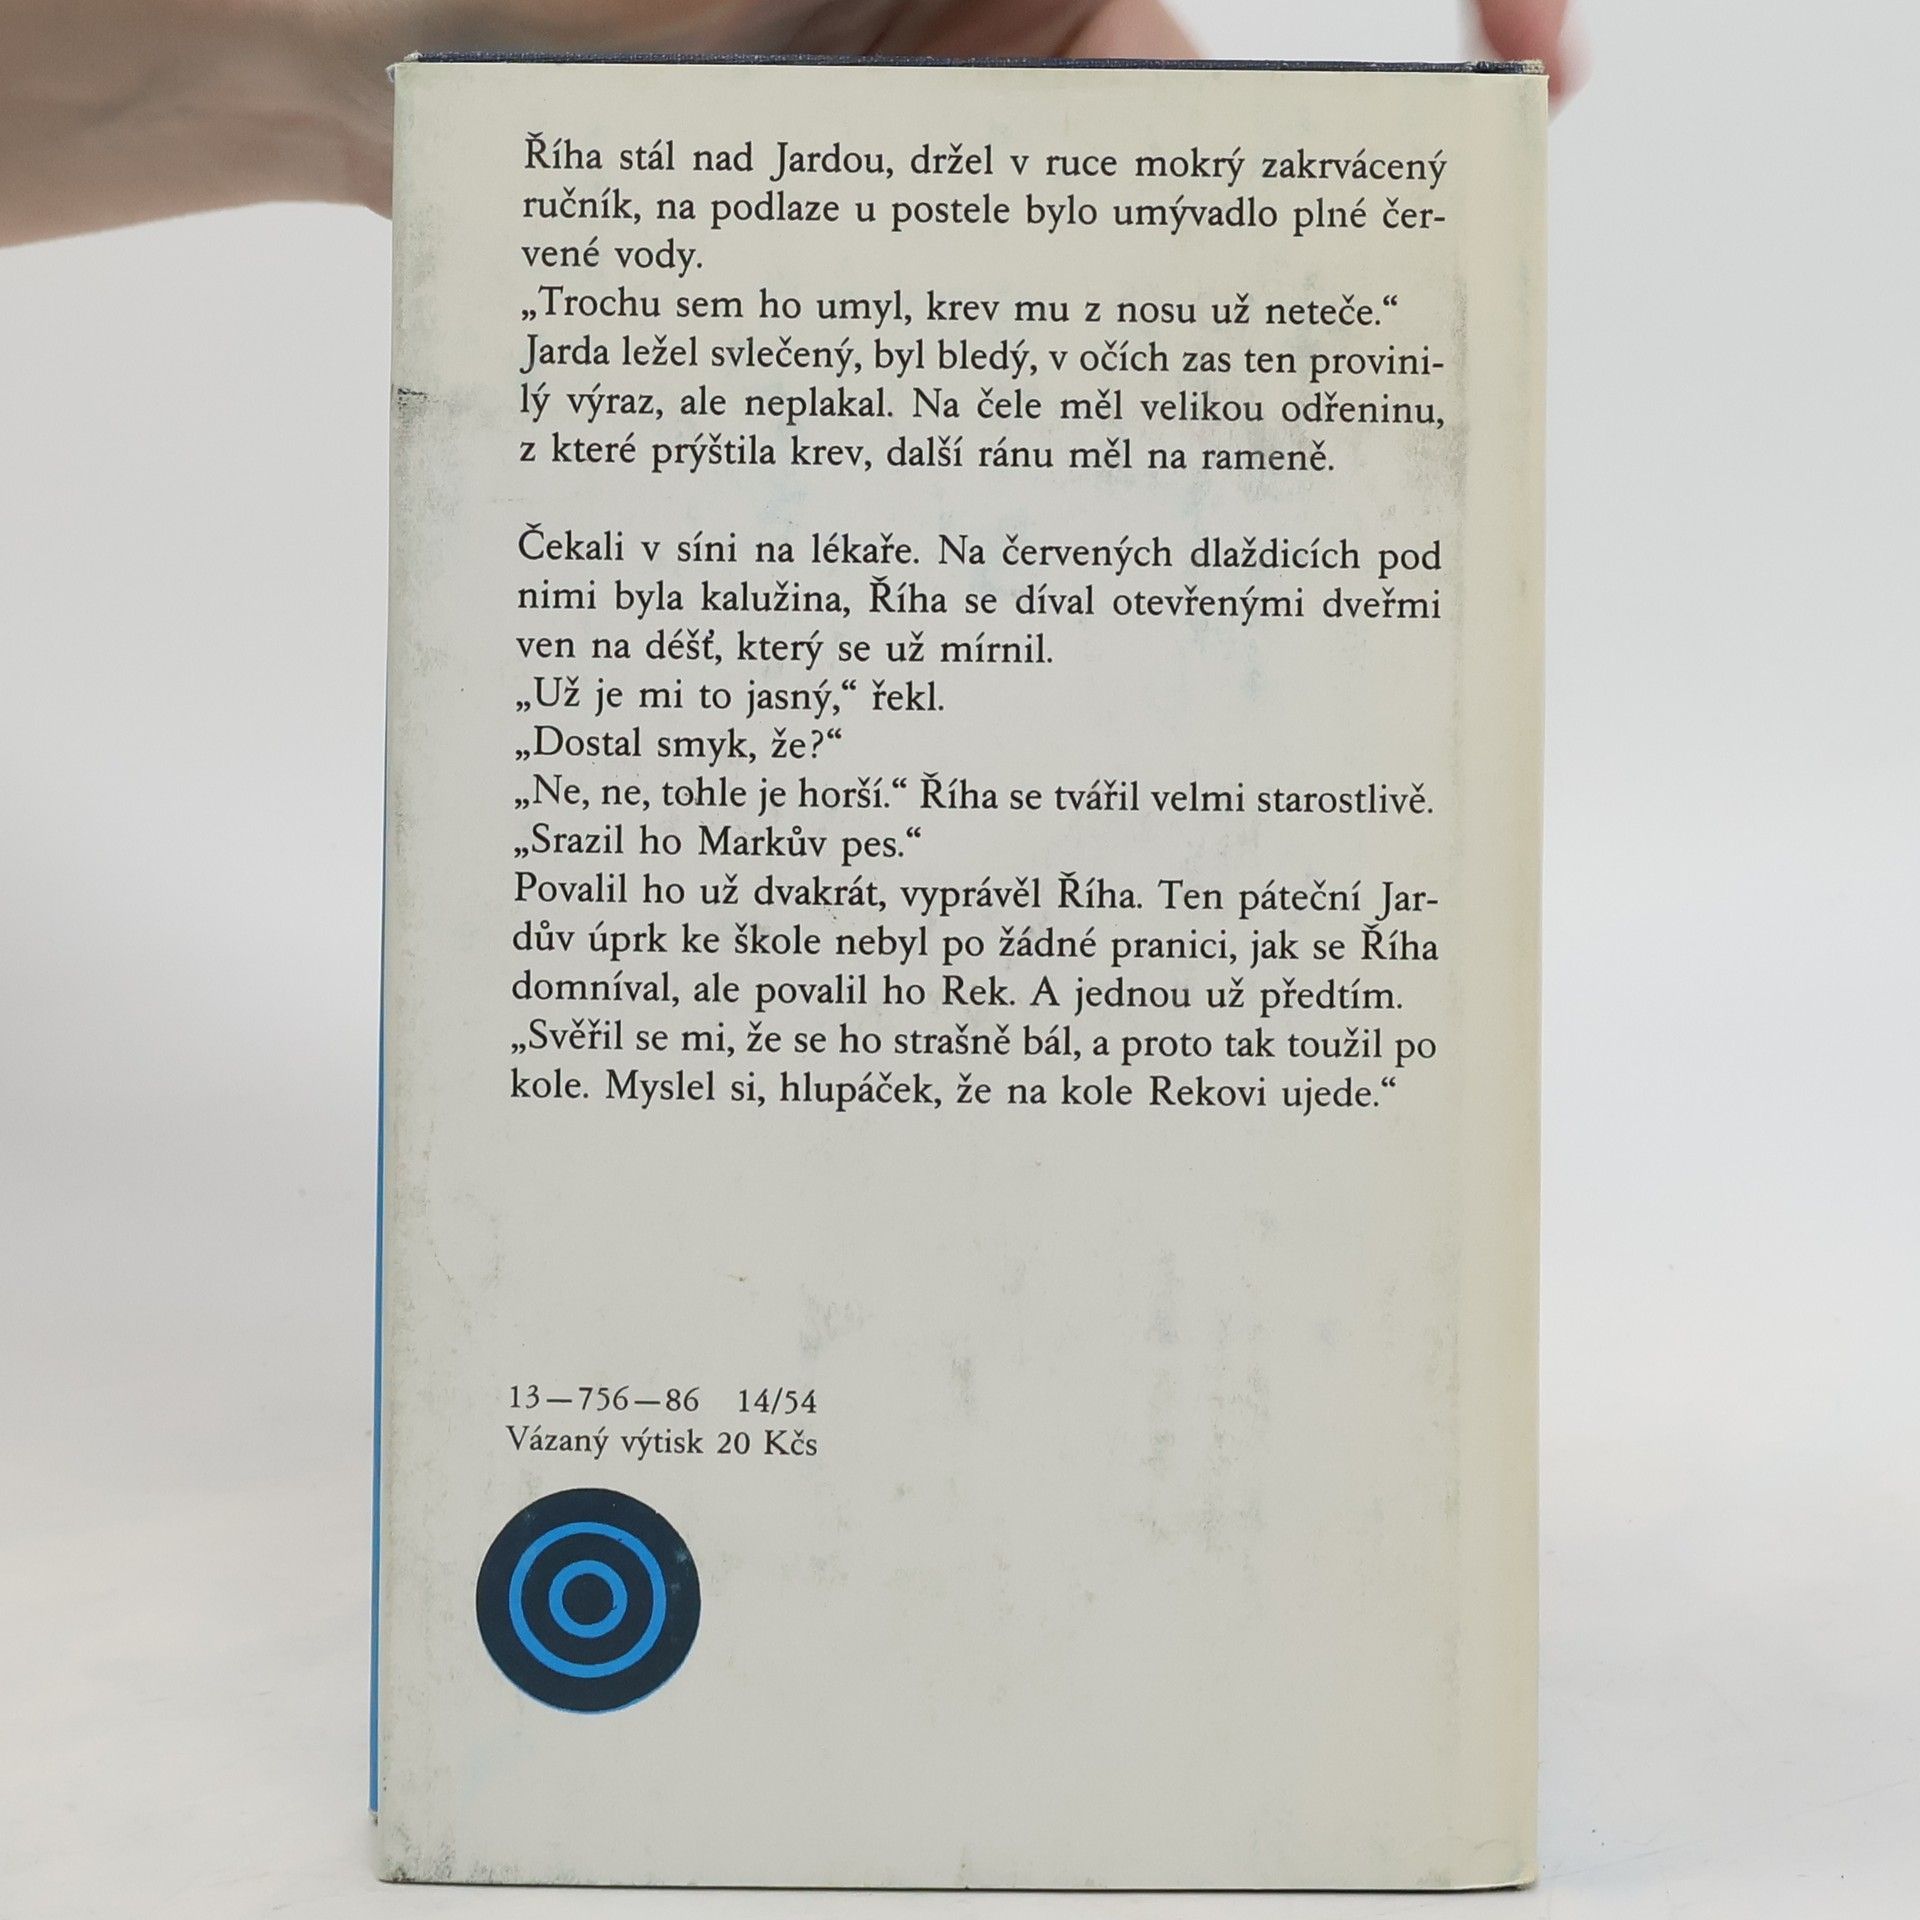 Říha stál nad Jardou, držel v ruce mokrý zakrvácený
ručník, na podlaze u postele bylo umývadlo plné čer-
vené vody.
„Trochu sem ho umyl, krev mu z nosu už neteče.“
Jarda ležel svlečený, byl bledý, v očích zas ten provini-
lý výraz, ale neplakal. Na čele měl velikou odřeninu,
z které prýštila krev, další ránu měl na rameně.
Čekali v síni na lékaře. Na červených dlaždicích pod
nimi byla kalužina, Říha se díval otevřenými dveřmi
ven na déšť, který se už mírnil.
„Už je mi to jasný,“ řekl.
„Dostal smyk, že?“
„Ne, ne, tohle je horší.“ Říha se tvářil velmi starostlivě.
„Srazil ho Markův pes.“
Povalil ho už dvakrát, vyprávěl Říha. Ten páteční Jar-
dův úprk ke škole nebyl po žádné pranici, jak se Říha
domníval, ale povalil ho Rek. A jednou už předtím.
„Svěřil se mi, že se ho strašně bál, a proto tak toužil po
kole. Myslel si, hlupáček, že na kole Rekovi ujede.“
13—756—86 14/54
Vázaný výtisk 20 Kčs